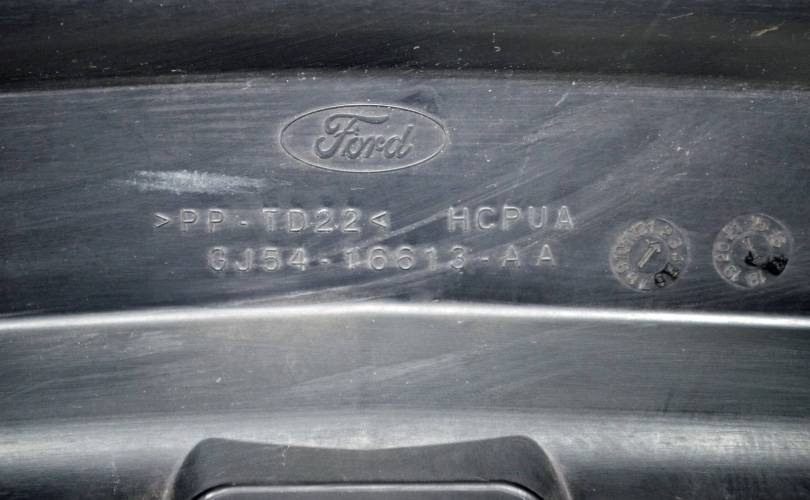 Ford
>PP-TD22< HCPUA
GJ54-16613-AA